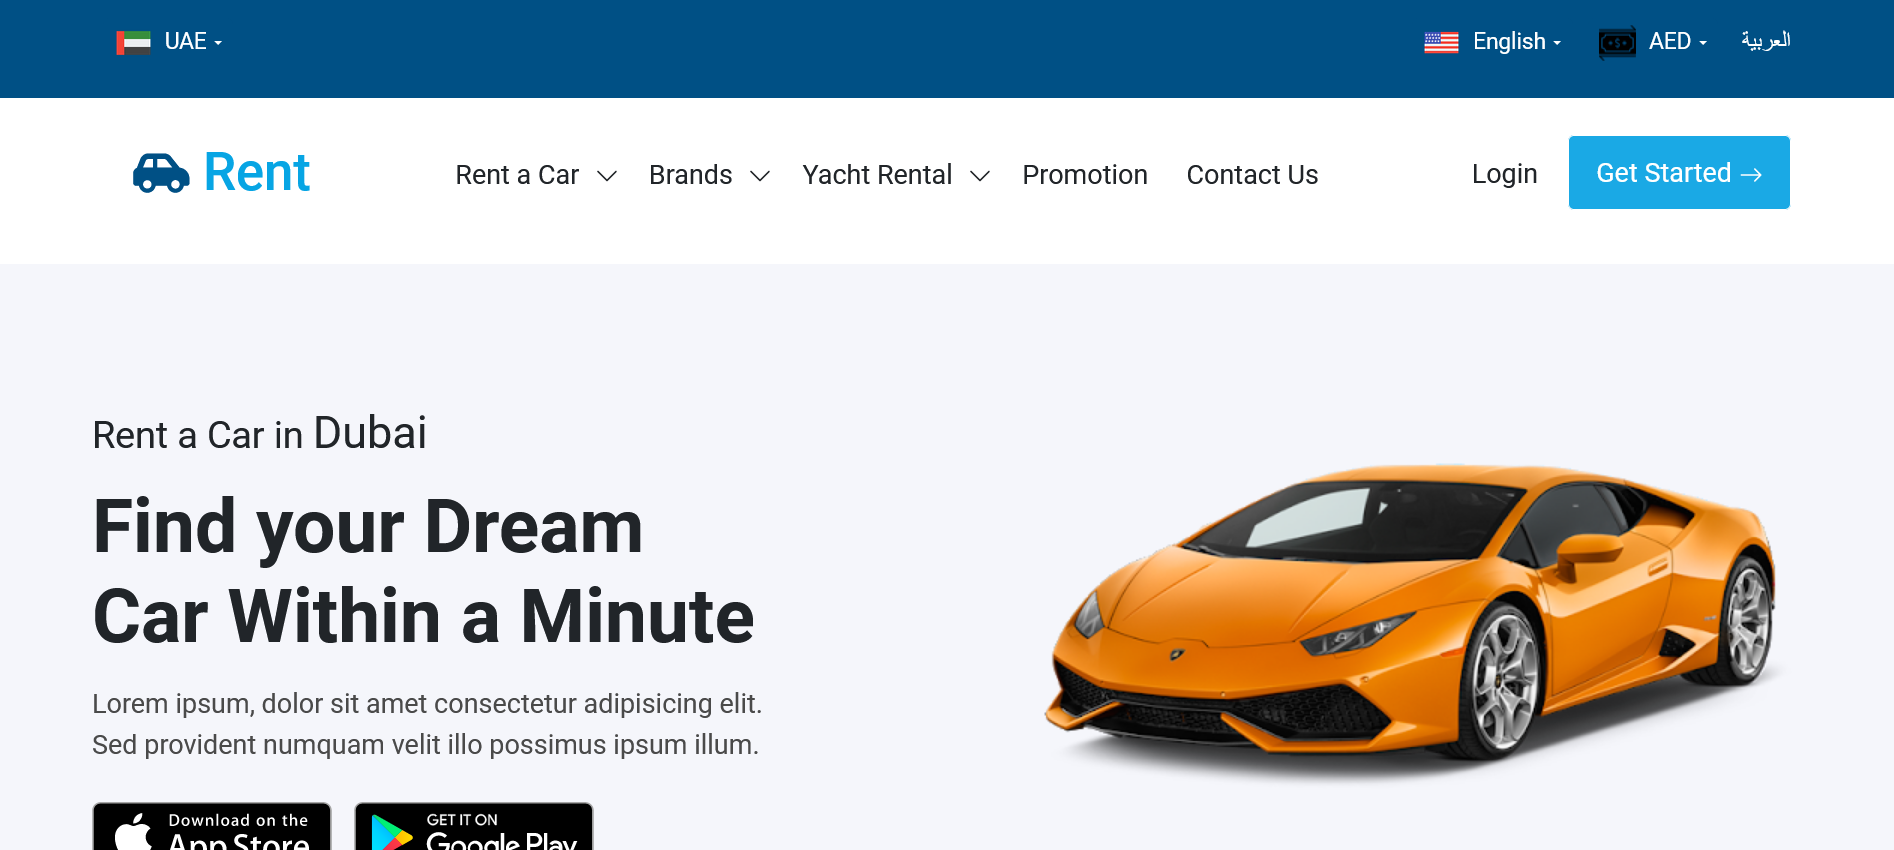 UAE
English
AED
العربية
Rent
Rent a Car
Brands
Yacht Rental
Promotion
Contact Us
Login
Get Started →
Rent a Car in Dubai
Find your Dream
Car Within a Minute
Lorem ipsum, dolor sit amet consectetur adipisicing elit.
Sed provident numquam velit illo possimus ipsum illum.
Download on the
App Store
GET IT ON
Google Play